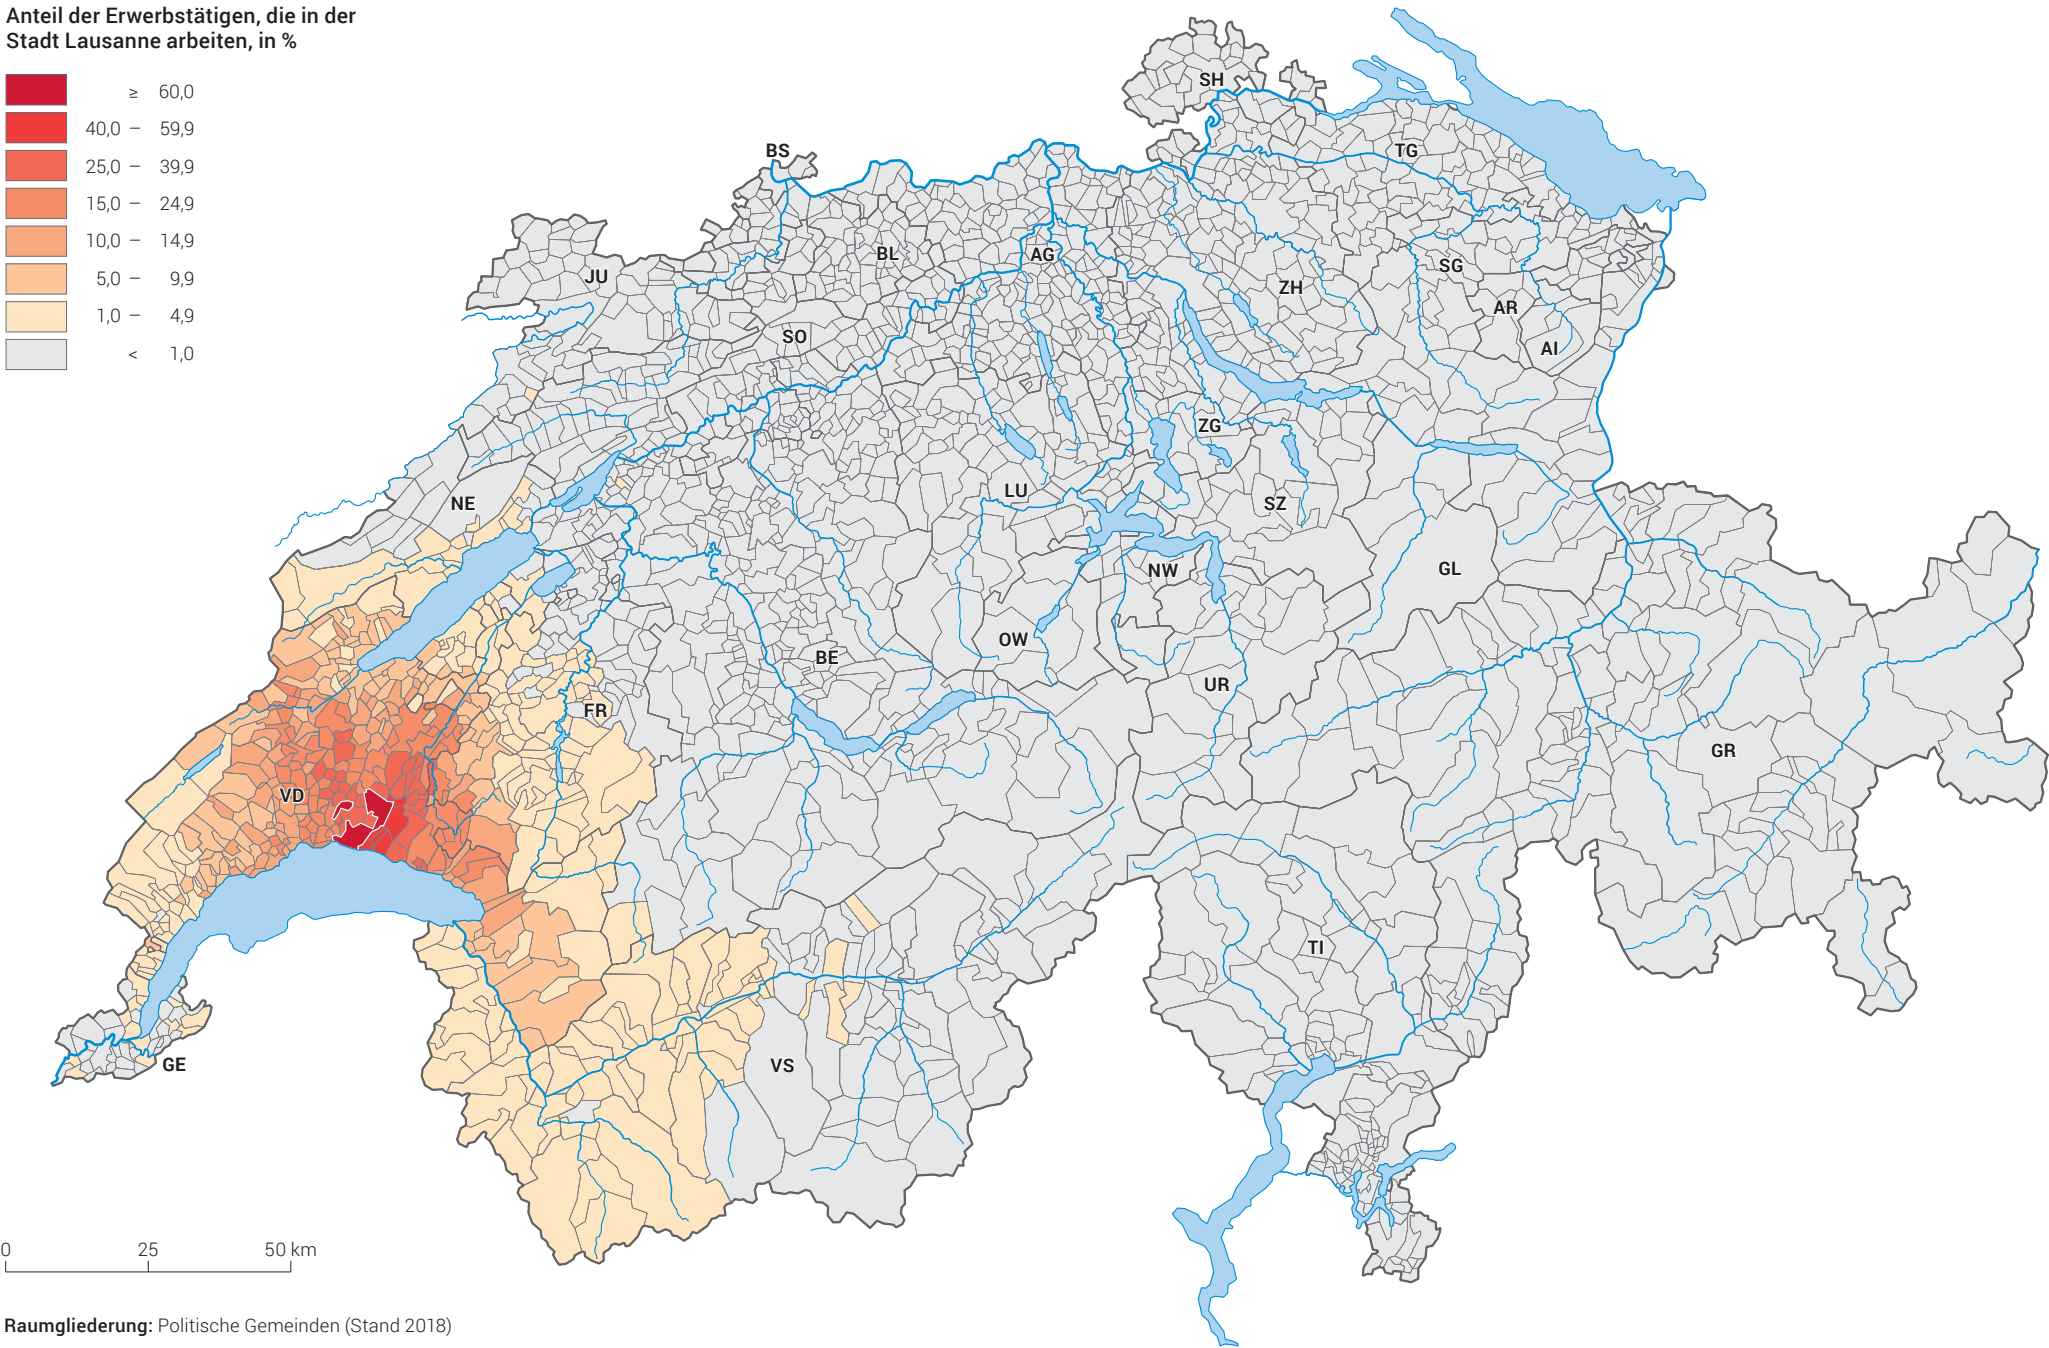 Anteil der Erwerbstätigen, die in der
Stadt Lausanne arbeiten, in %
≥ 60,0
40,0 – 59,9
25,0 – 39,9
15,0 – 24,9
10,0 – 14,9
5,0 – 9,9
1,0 – 4,9
< 1,0
SH
BS
TG
BL
AG
JU
SG
ZH
AR
SO
AI
ZG
LU
SZ
NE
NW
GL
OW
BE
UR
FR
GR
VD
TI
VS
GE
0 25 50 km
Raumgliederung: Politische Gemeinden (Stand 2018)